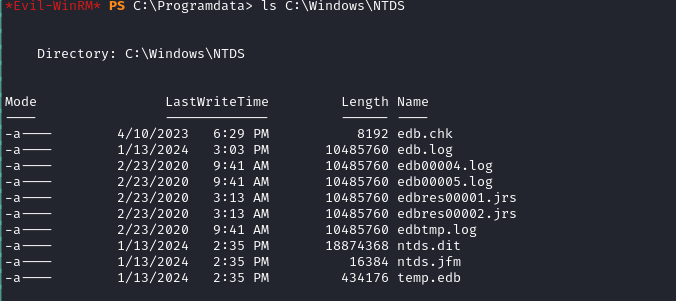 *Evil-WinRM* PS C:\Programdata> ls C:\Windows\NTDS
Directory: C:\Windows\NTDS
Mode LastWriteTime Length Name
---- ------------- ------ ----
-a---- 4/10/2023 6:29 PM 8192 edb.chk
-a---- 1/13/2024 3:03 PM 10485760 edb.log
-a---- 2/23/2020 9:41 AM 10485760 edb00004.log
-a---- 2/23/2020 9:41 AM 10485760 edb00005.log
-a---- 2/23/2020 3:13 AM 10485760 edbres00001.jrs
-a---- 2/23/2020 3:13 AM 10485760 edbres00002.jrs
-a---- 2/23/2020 9:41 AM 10485760 edbtmp.log
-a---- 1/13/2024 2:35 PM 18874368 ntds.dit
-a---- 1/13/2024 2:35 PM 16384 ntds.jfm
-a---- 1/13/2024 2:35 PM 434176 temp.edb